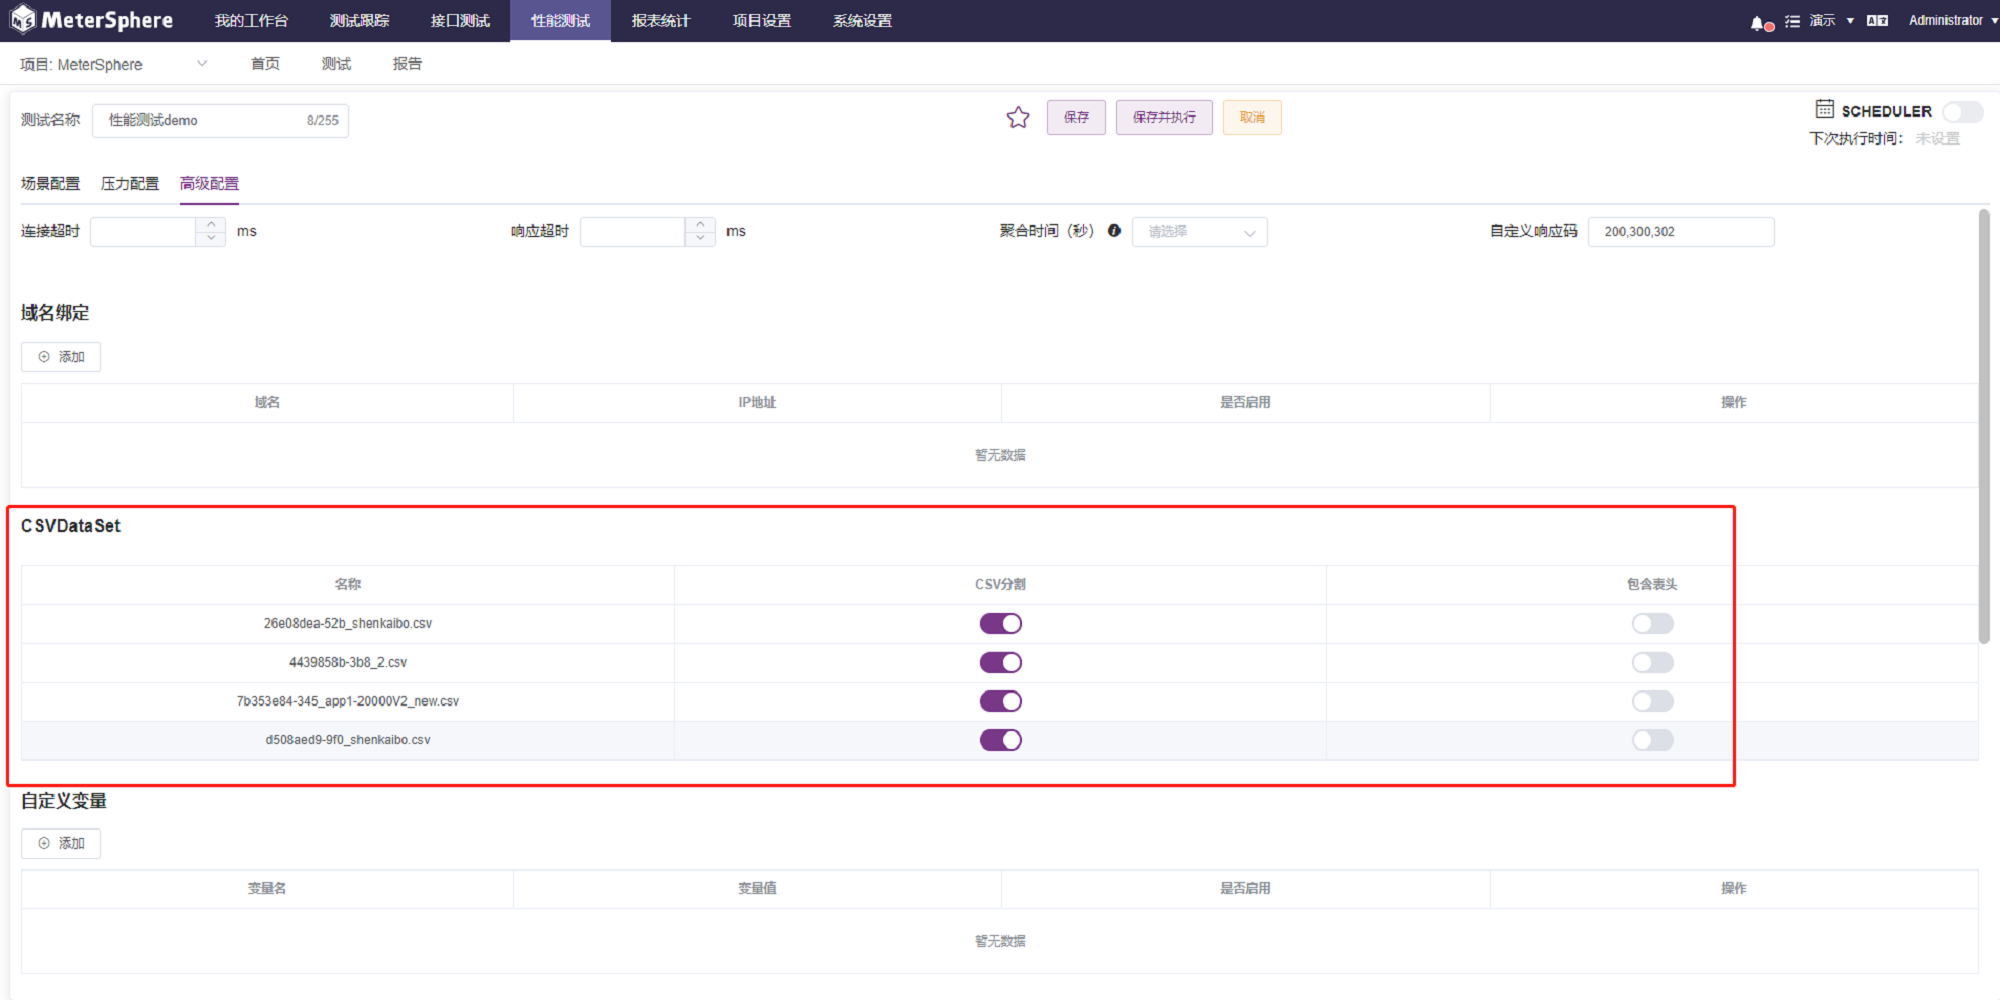 MeterSphere 我的工作台 测试跟踪 接口测试 性能测试 报表统计 项目设置 系统设置 演示 Administrator
项目: MeterSphere 首页 测试 报告
测试名称 性能测试demo 8/255 保存 保存并执行 取消 SCHEDULER
下次执行时间: 未设置
场景配置 压力配置 高级配置
连接超时 ms 响应超时 ms 聚合时间（秒） 请选择 自定义响应码 200,300,302
域名绑定
添加
域名 IP地址 是否启用 操作
暂无数据
CSVDataSet
名称 CSV分割 包含表头
26e08dea-52b_shenkaibo.csv
4439858b-3b8_2.csv
7b353e84-345_app1-20000V2_new.csv
d508aed9-9f0_shenkaibo.csv
自定义变量
添加
变量名 变量值 是否启用 操作
暂无数据